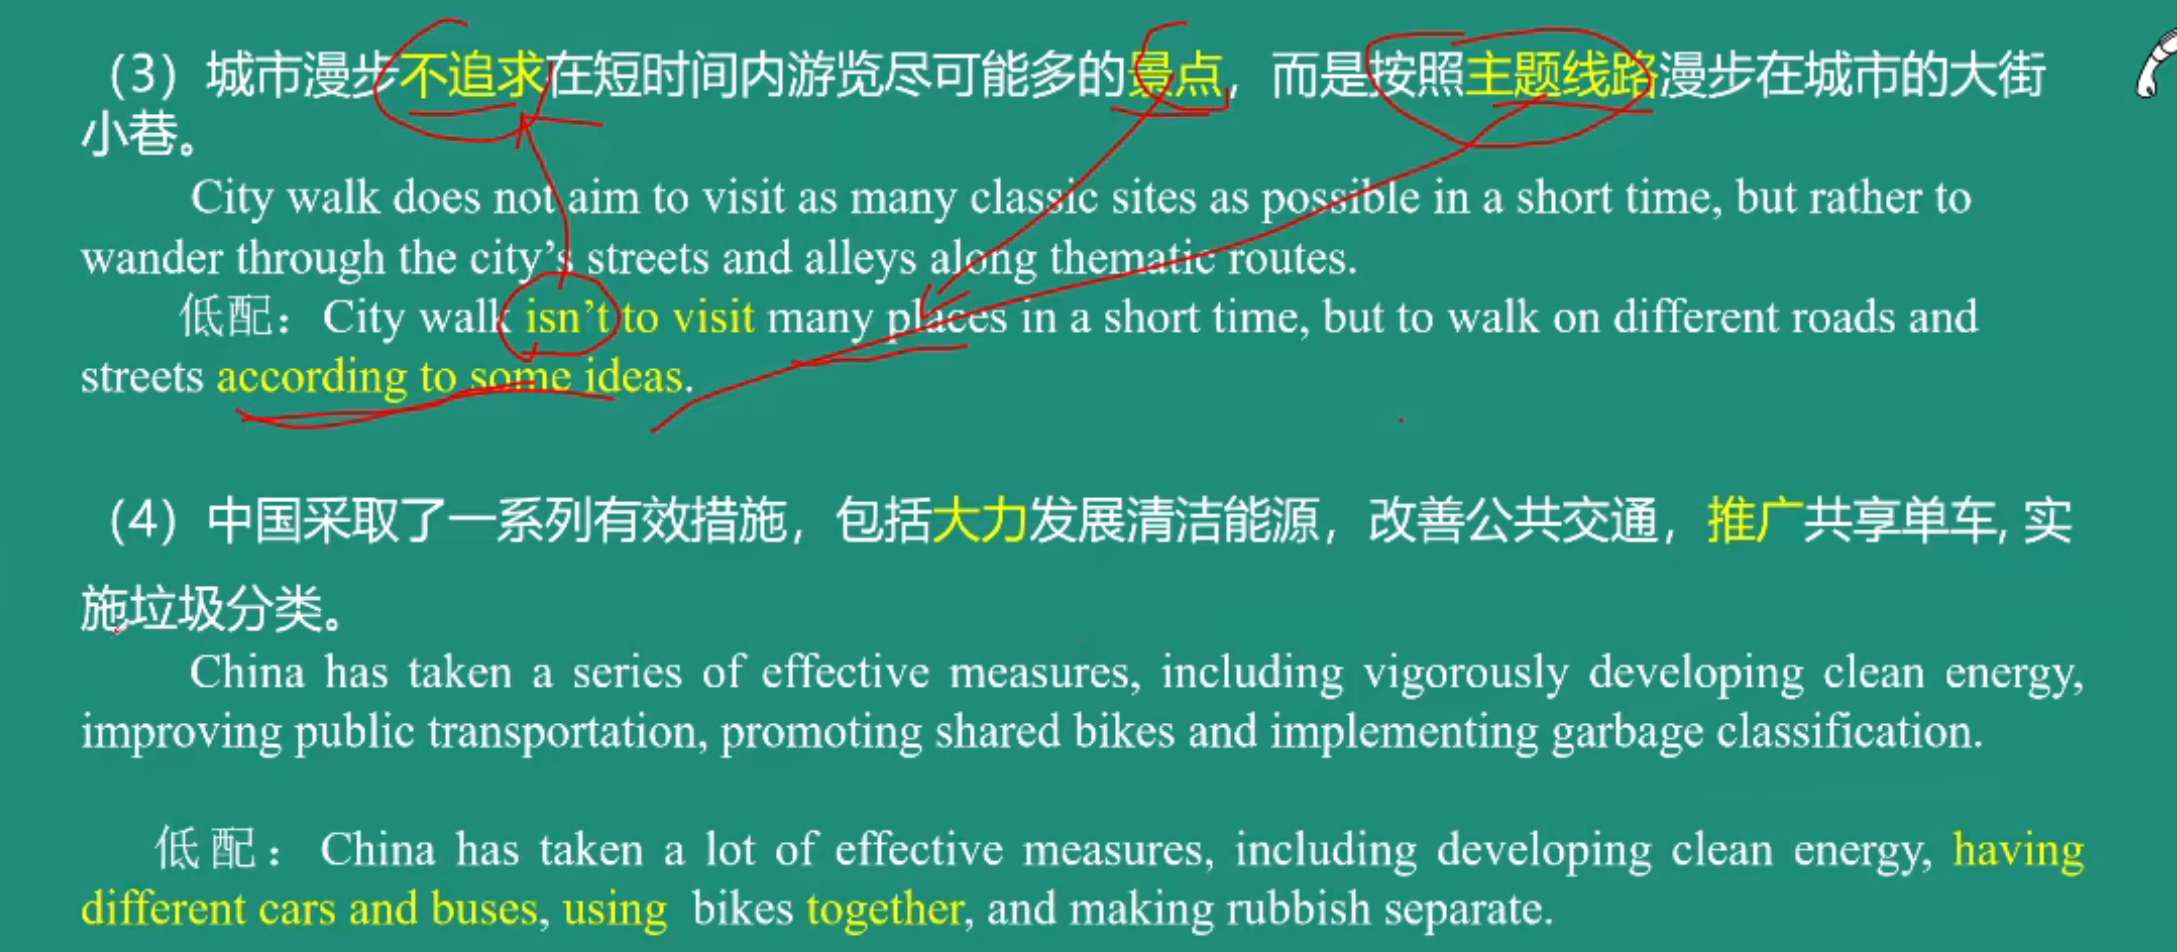 （3）城市漫步不追求在短时间内游览尽可能多的景点，而是按照主题线路漫步在城市的大街
小巷。
City walk does not aim to visit as many classic sites as possible in a short time, but rather to
wander through the city’s streets and alleys along thematic routes.
低配：City walk isn’t to visit many places in a short time, but to walk on different roads and
streets according to some ideas.
（4）中国采取了一系列有效措施，包括大力发展清洁能源，改善公共交通，推广共享单车, 实
施垃圾分类。
China has taken a series of effective measures, including vigorously developing clean energy,
improving public transportation, promoting shared bikes and implementing garbage classification.
低配：China has taken a lot of effective measures, including developing clean energy, having
different cars and buses, using bikes together, and making rubbish separate.